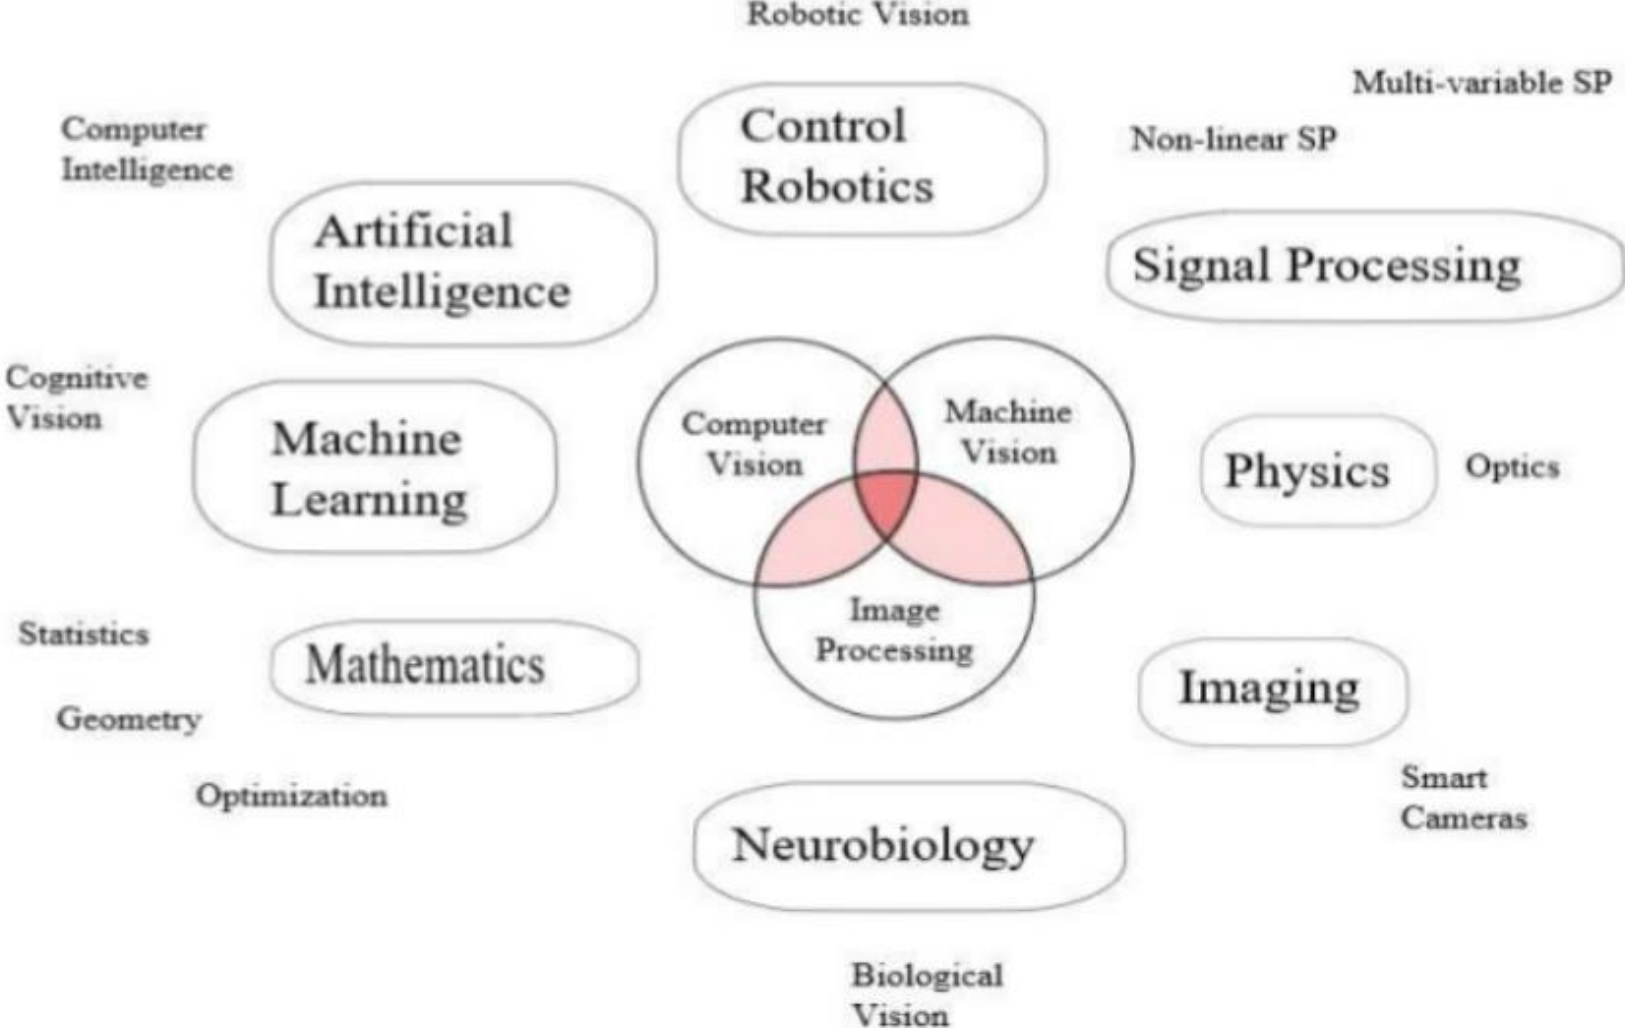 Robotic Vision
Multi-variable SP
Non-linear SP
Computer
Intelligence
Control
Robotics
Artificial
Intelligence
Signal Processing
Cognitive
Vision
Machine
Learning
Computer
Vision
Machine
Vision
Physics
Optics
Image
Processing
Statistics
Mathematics
Geometry
Optimization
Imaging
Smart
Cameras
Neurobiology
Biological
Vision